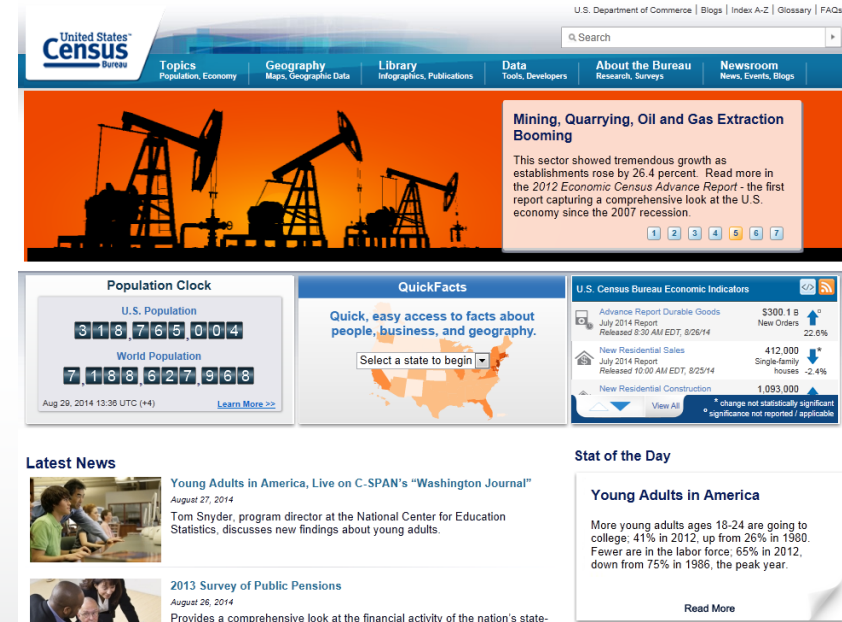 U.S. Department of Commerce | Blogs | Index A-Z | Glossary | FAQs
United States™
Census
Bureau
Search
Topics
Population, Economy
Geography
Maps, Geographic Data
Library
Infographics, Publications
Data
Tools, Developers
About the Bureau
Research, Surveys
Newsroom
News, Events, Blogs
Mining, Quarrying, Oil and Gas Extraction
Booming
This sector showed tremendous growth as
establishments rose by 26.4 percent. Read more in
the 2012 Economic Census Advance Report - the first
report capturing a comprehensive look at the U.S.
economy since the 2007 recession.
1 2 3 4 5 6 7
Population Clock
U.S. Population
318,765,004
World Population
7,188,627,968
Aug 29, 2014 13:36 UTC (+4)
Learn More >>
QuickFacts
Quick, easy access to facts about
people, business, and geography.
Select a state to begin
U.S. Census Bureau Economic Indicators
Advance Report Durable Goods
July 2014 Report
Released 8:30 AM EDT, 8/26/14
$300.1 B
New Orders
°
22.6%
New Residential Sales
July 2014 Report
Released 10:00 AM EDT, 8/25/14
412,000
Single-family
houses
*
-2.4%
New Residential Construction
1,093,000
View All
* change not statistically significant
° significance not reported / applicable
Latest News
Young Adults in America, Live on C-SPAN's “Washington Journal”
August 27, 2014
Tom Snyder, program director at the National Center for Education
Statistics, discusses new findings about young adults.
2013 Survey of Public Pensions
August 26, 2014
Provides a comprehensive look at the financial activity of the nation's state-
Stat of the Day
Young Adults in America
More young adults ages 18-24 are going to
college; 41% in 2012, up from 26% in 1980.
Fewer are in the labor force; 65% in 2012,
down from 75% in 1986, the peak year.
Read More